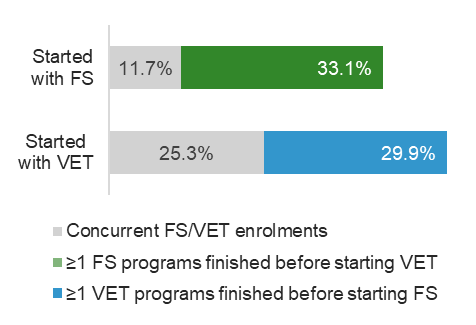 Started
with FS
11.7%
33.1%
Started
with VET
25.3%
29.9%
Concurrent FS/VET enrolments
≥1 FS programs finished before starting VET
≥1 VET programs finished before starting FS